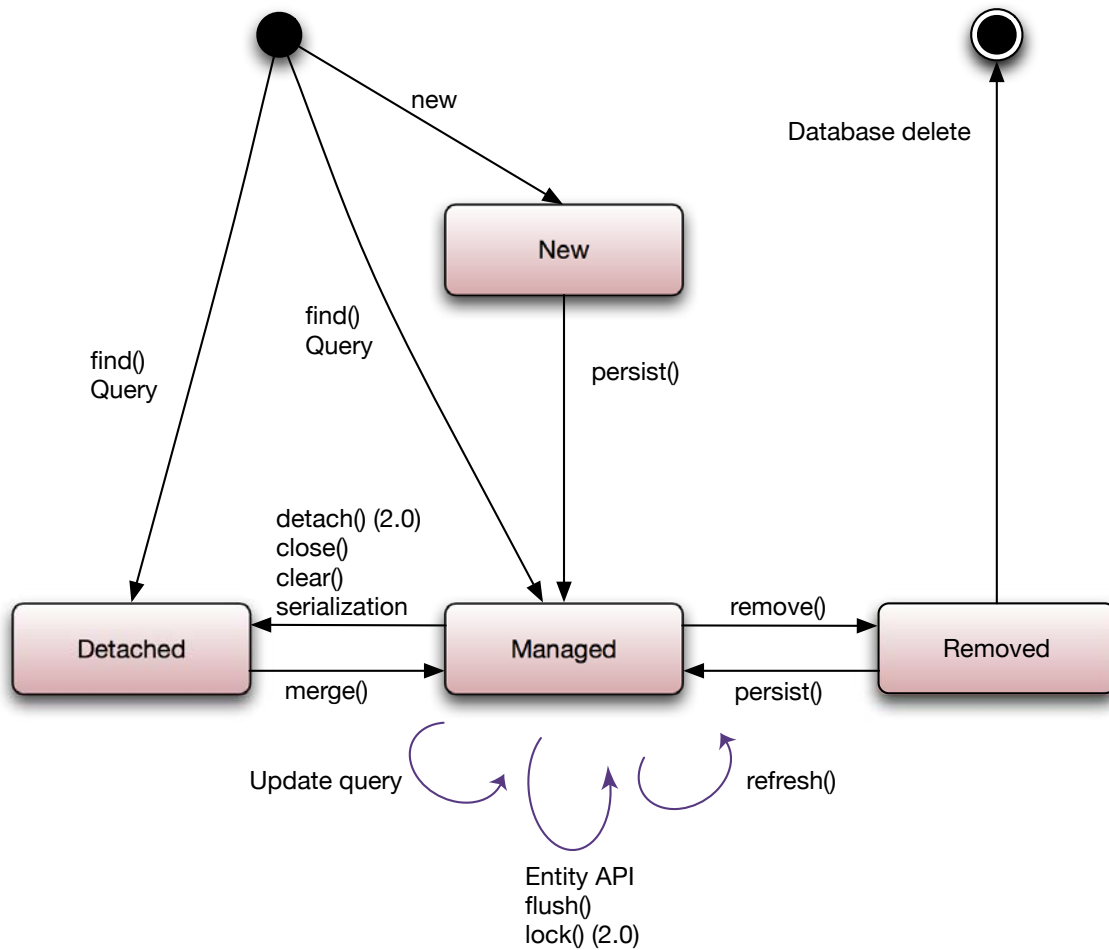 new
Database delete
New
find()
Query
find()
Query
persist()
detach() (2.0)
close()
clear()
serialization
remove()
Detached
Managed
Removed
merge()
persist()
Update query
refresh()
Entity API
flush()
lock() (2.0)